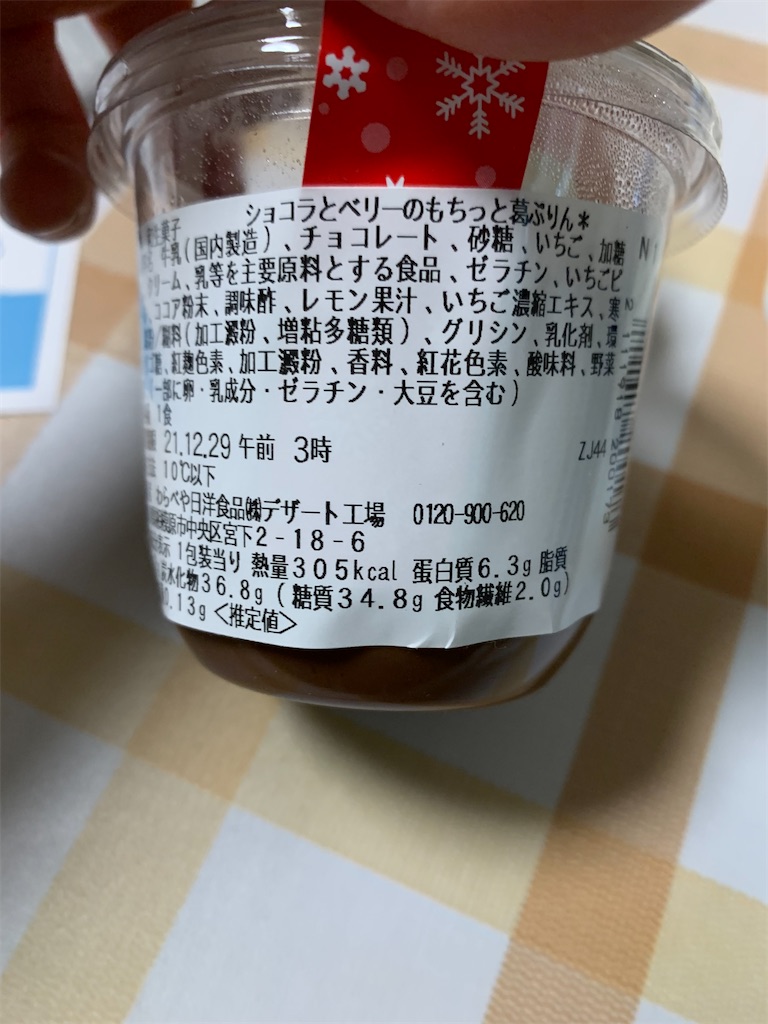 ショコラとベリーのもちっと葛ぷりん*
生菓子
牛乳(国内製造)、チョコレート、砂糖、いちご、加糖
クリーム、乳等を主要原料とする食品、ゼラチン、いちごピ
ココア粉末、調味酢、レモン果汁、いちご濃縮エキス、寒
糊料(加工澱粉、増粘多糖類)、グリシン、乳化剤、環
紅麹色素、加工澱粉、香料、紅花色素、酸味料、野菜
一部に卵・乳成分・ゼラチン・大豆を含む)
1食
21.12.29 午前 3時
ZJ44
10℃以下
わらべや日洋食品㈱デザート工場 0120-900-620
市中央区宮下2-18-6
1包装当り 熱量305kcal 蛋白質6.3g 脂質
炭水化物36.8g(糖質34.8g 食物繊維2.0g)
0.13g <推定値>